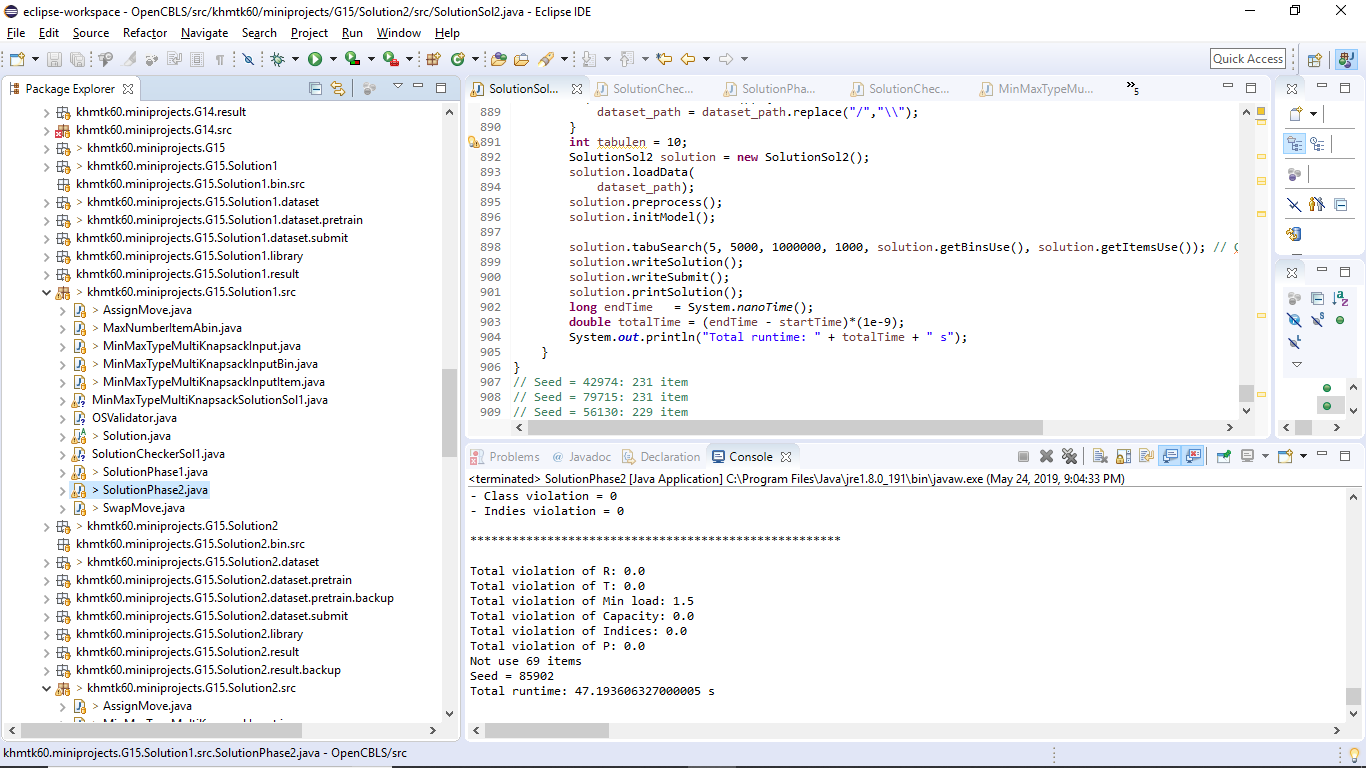 eclipse-workspace - OpenCBLS/src/khmtk60/miniprojects/G15/Solution2/src/SolutionSol2.java - Eclipse IDE
File Edit Source Refactor Navigate Search Project Run Window Help
Quick Access
Package Explorer
khmtk60.miniprojects.G14.result
khmtk60.miniprojects.G14.src
> khmtk60.miniprojects.G15
> khmtk60.miniprojects.G15.Solution1
khmtk60.miniprojects.G15.Solution1.bin.src
> khmtk60.miniprojects.G15.Solution1.dataset
> khmtk60.miniprojects.G15.Solution1.dataset.pretrain
khmtk60.miniprojects.G15.Solution1.dataset.submit
khmtk60.miniprojects.G15.Solution1.library
khmtk60.miniprojects.G15.Solution1.result
> khmtk60.miniprojects.G15.Solution1.src
> AssignMove.java
> MaxNumberItemAbin.java
> MinMaxTypeMultiKnapsackInput.java
> MinMaxTypeMultiKnapsackInputBin.java
> MinMaxTypeMultiKnapsackInputItem.java
MinMaxTypeMultiKnapsackSolutionSol1.java
OSValidator.java
> Solution.java
SolutionCheckerSol1.java
> SolutionPhase1.java
> SolutionPhase2.java
> SwapMove.java
> khmtk60.miniprojects.G15.Solution2
khmtk60.miniprojects.G15.Solution2.bin.src
> khmtk60.miniprojects.G15.Solution2.dataset
khmtk60.miniprojects.G15.Solution2.dataset.pretrain
khmtk60.miniprojects.G15.Solution2.dataset.pretrain.backup
khmtk60.miniprojects.G15.Solution2.dataset.submit
khmtk60.miniprojects.G15.Solution2.library
khmtk60.miniprojects.G15.Solution2.result
khmtk60.miniprojects.G15.Solution2.result.backup
> khmtk60.miniprojects.G15.Solution2.src
> AssignMove.java
SolutionSol... SolutionChec... SolutionPha... SolutionChec... MinMaxTypeMu... »5
889 dataset_path = dataset_path.replace("/","\\");
890 }
891 int tabulen = 10;
892 SolutionSol2 solution = new SolutionSol2();
893 solution.loadData(
894 dataset_path);
895 solution.preprocess();
896 solution.initModel();
897
898 solution.tabuSearch(5, 5000, 1000000, 1000, solution.getBinsUse(), solution.getItemsUse()); //
899 solution.writeSolution();
900 solution.writeSubmit();
901 solution.printSolution();
902 long endTime = System.nanoTime();
903 double totalTime = (endTime - startTime)*(1e-9);
904 System.out.println("Total runtime: " + totalTime + " s");
905 }
906 }
907 // Seed = 42974: 231 item
908 // Seed = 79715: 231 item
909 // Seed = 56130: 229 item
Problems @ Javadoc Declaration Console
<terminated> SolutionPhase2 [Java Application] C:\Program Files\Java\jre1.8.0_191\bin\javaw.exe (May 24, 2019, 9:04:33 PM)
- Class violation = 0
- Indies violation = 0
*****************************************************
Total violation of R: 0.0
Total violation of T: 0.0
Total violation of Min load: 1.5
Total violation of Capacity: 0.0
Total violation of Indices: 0.0
Total violation of P: 0.0
Not use 69 items
Seed = 85902
Total runtime: 47.193606327000005 s
khmtk60.miniprojects.G15.Solution1.src.SolutionPhase2.java - OpenCBLS/src